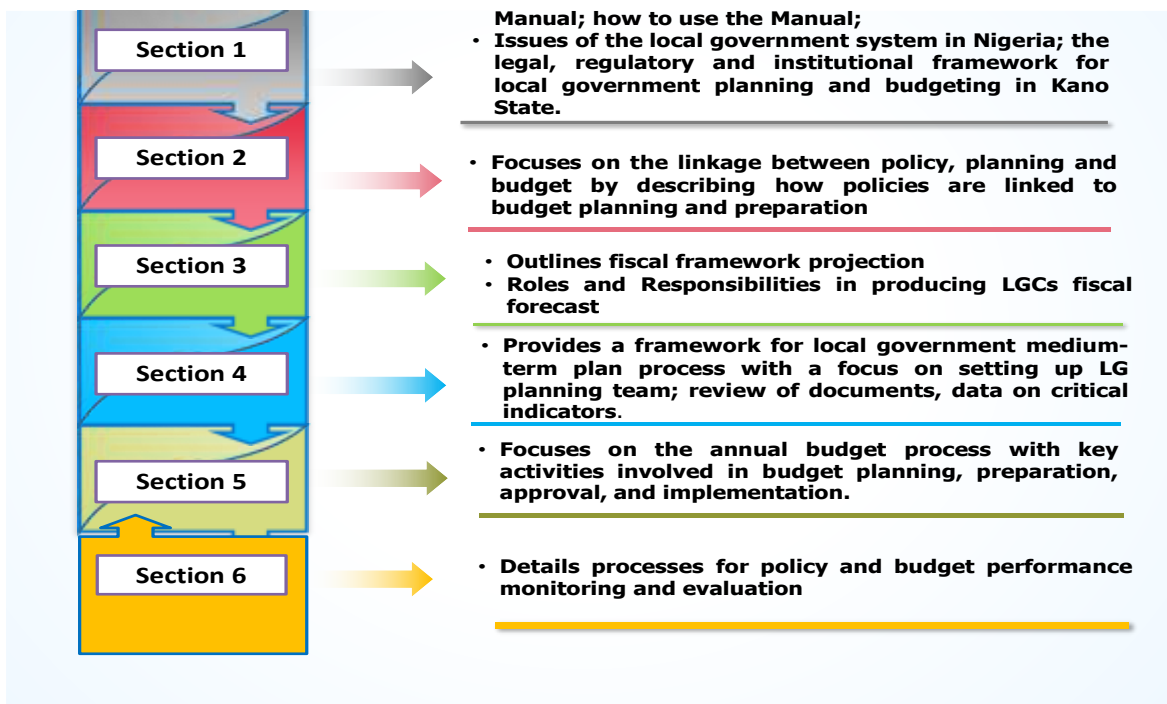 Manual; how to use the Manual;
Section 1
• Issues of the local government system in Nigeria; the
legal, regulatory and institutional framework for
local government planning and budgeting in Kano
State.
Section 2
• Focuses on the linkage between policy, planning and
budget by describing how policies are linked to
budget planning and preparation
Section 3
• Outlines fiscal framework projection
• Roles and Responsibilities in producing LGCs fiscal
forecast
Section 4
• Provides a framework for local government medium-
term plan process with a focus on setting up LG
planning team; review of documents, data on critical
indicators.
Section 5
• Focuses on the annual budget process with key
activities involved in budget planning, preparation,
approval, and implementation.
Section 6
• Details processes for policy and budget performance
monitoring and evaluation